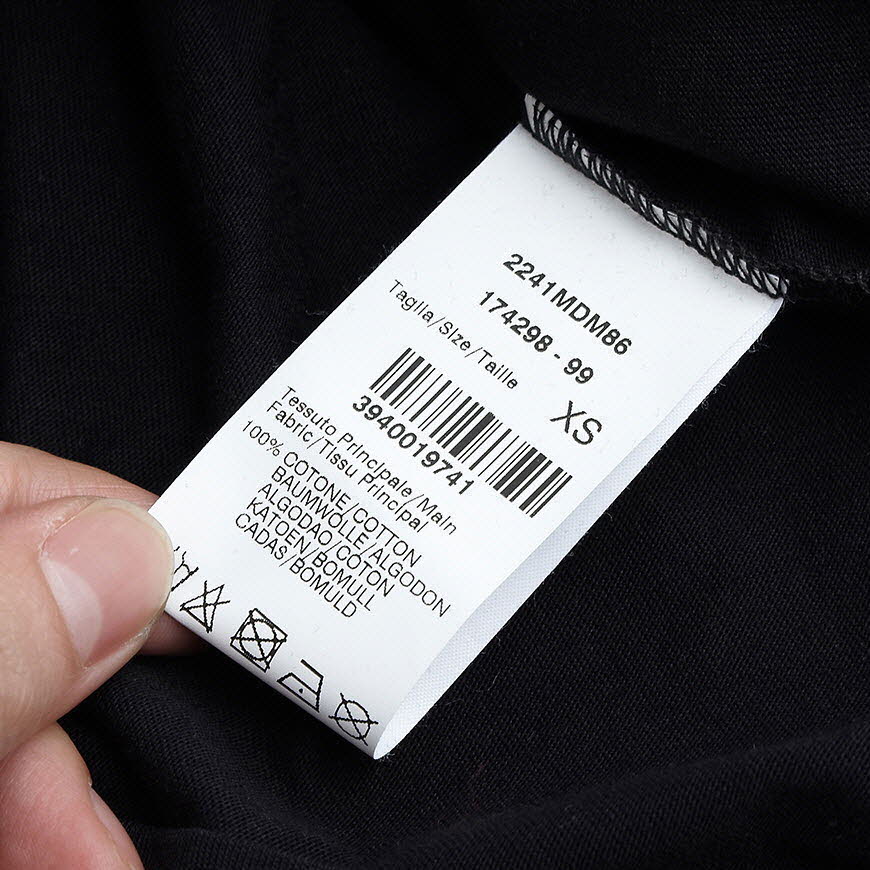 2241MDM86
174298 - 99
Taglia/Size/Taille
XS
3940019741
Tessuto Principale/Main
Fabric/Tissu Principal
100% COTONE/COTTON
BAUMWOLLE/ALGODON
ALGODAO/COTON
KATOEN/BOMULL
CADAS/BOMULD